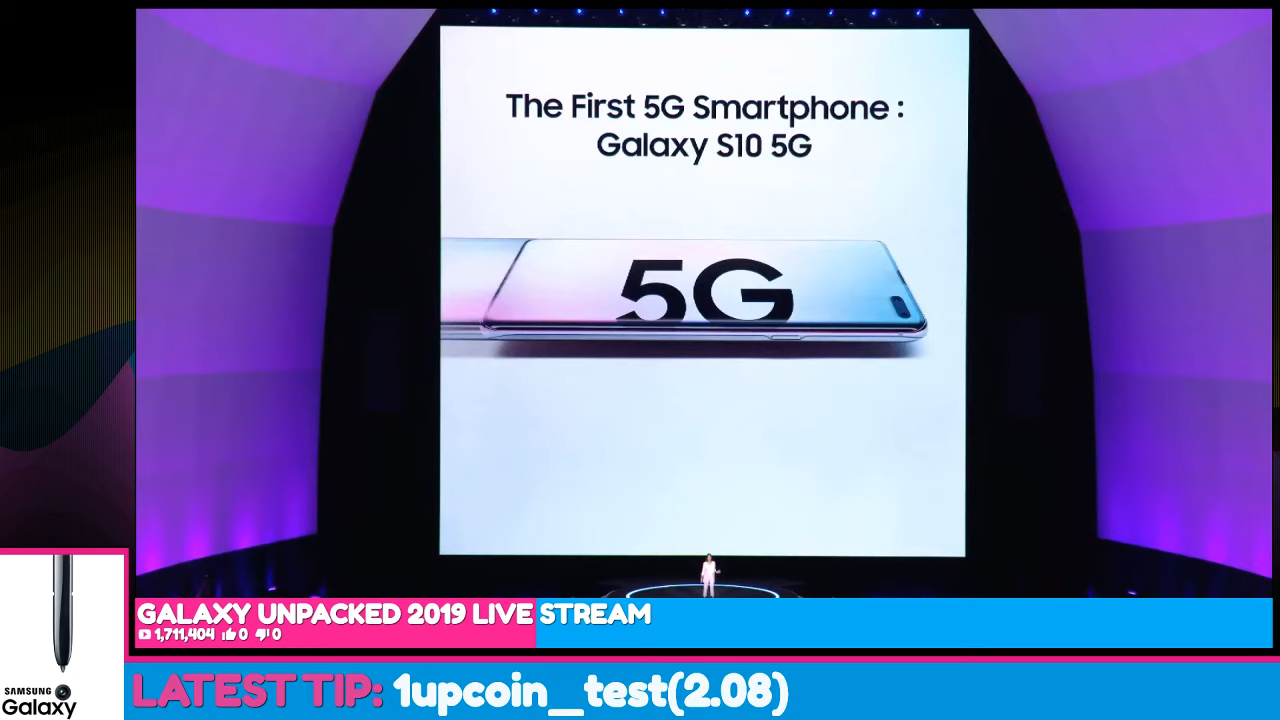 The First 5G Smartphone :
Galaxy S10 5G
5G
GALAXY UNPACKED 2019 LIVE STREAM
1,711,404 0 0
SAMSUNG
Galaxy
LATEST TIP: 1upcoin_test(2.08)